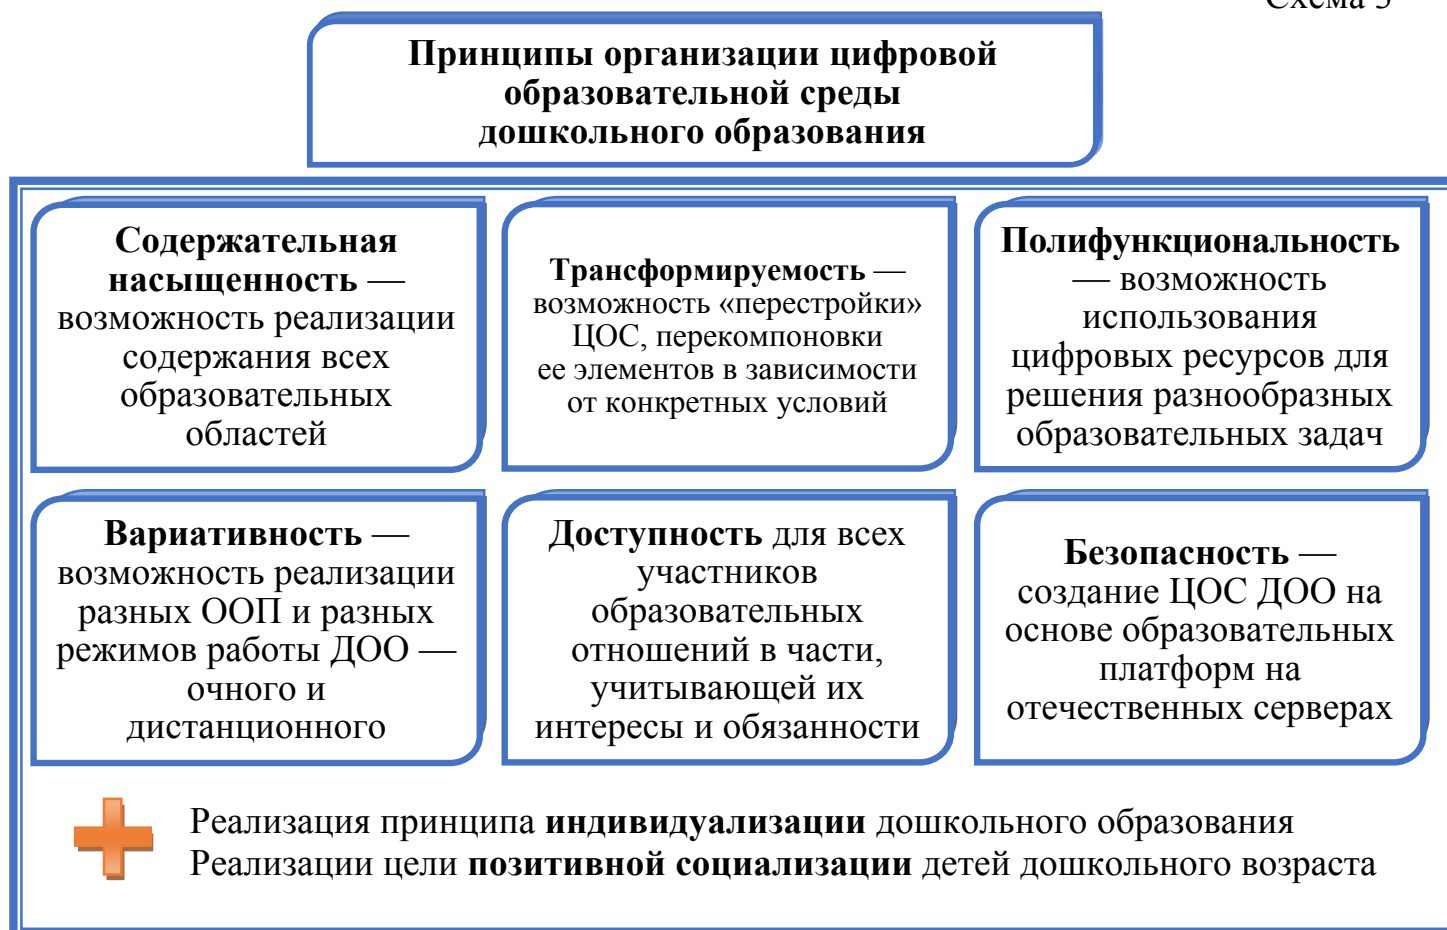 Схема 3
Принципы организации цифровой
образовательной среды
дошкольного образования
Содержательная
насыщенность —
возможность реализации
содержания всех
образовательных
областей
Трансформируемость —
возможность «перестройки»
ЦОС, перекомпоновки
ее элементов в зависимости
от конкретных условий
Полифункциональность
— возможность
использования
цифровых ресурсов для
решения разнообразных
образовательных задач
Вариативность —
возможность реализации
разных ООП и разных
режимов работы ДОО —
очного и
дистанционного
Доступность для всех
участников
образовательных
отношений в части,
учитывающей их
интересы и обязанности
Безопасность —
создание ЦОС ДОО на
основе образовательных
платформ на
отечественных серверах
Реализация принципа индивидуализации дошкольного образования
Реализации цели позитивной социализации детей дошкольного возраста